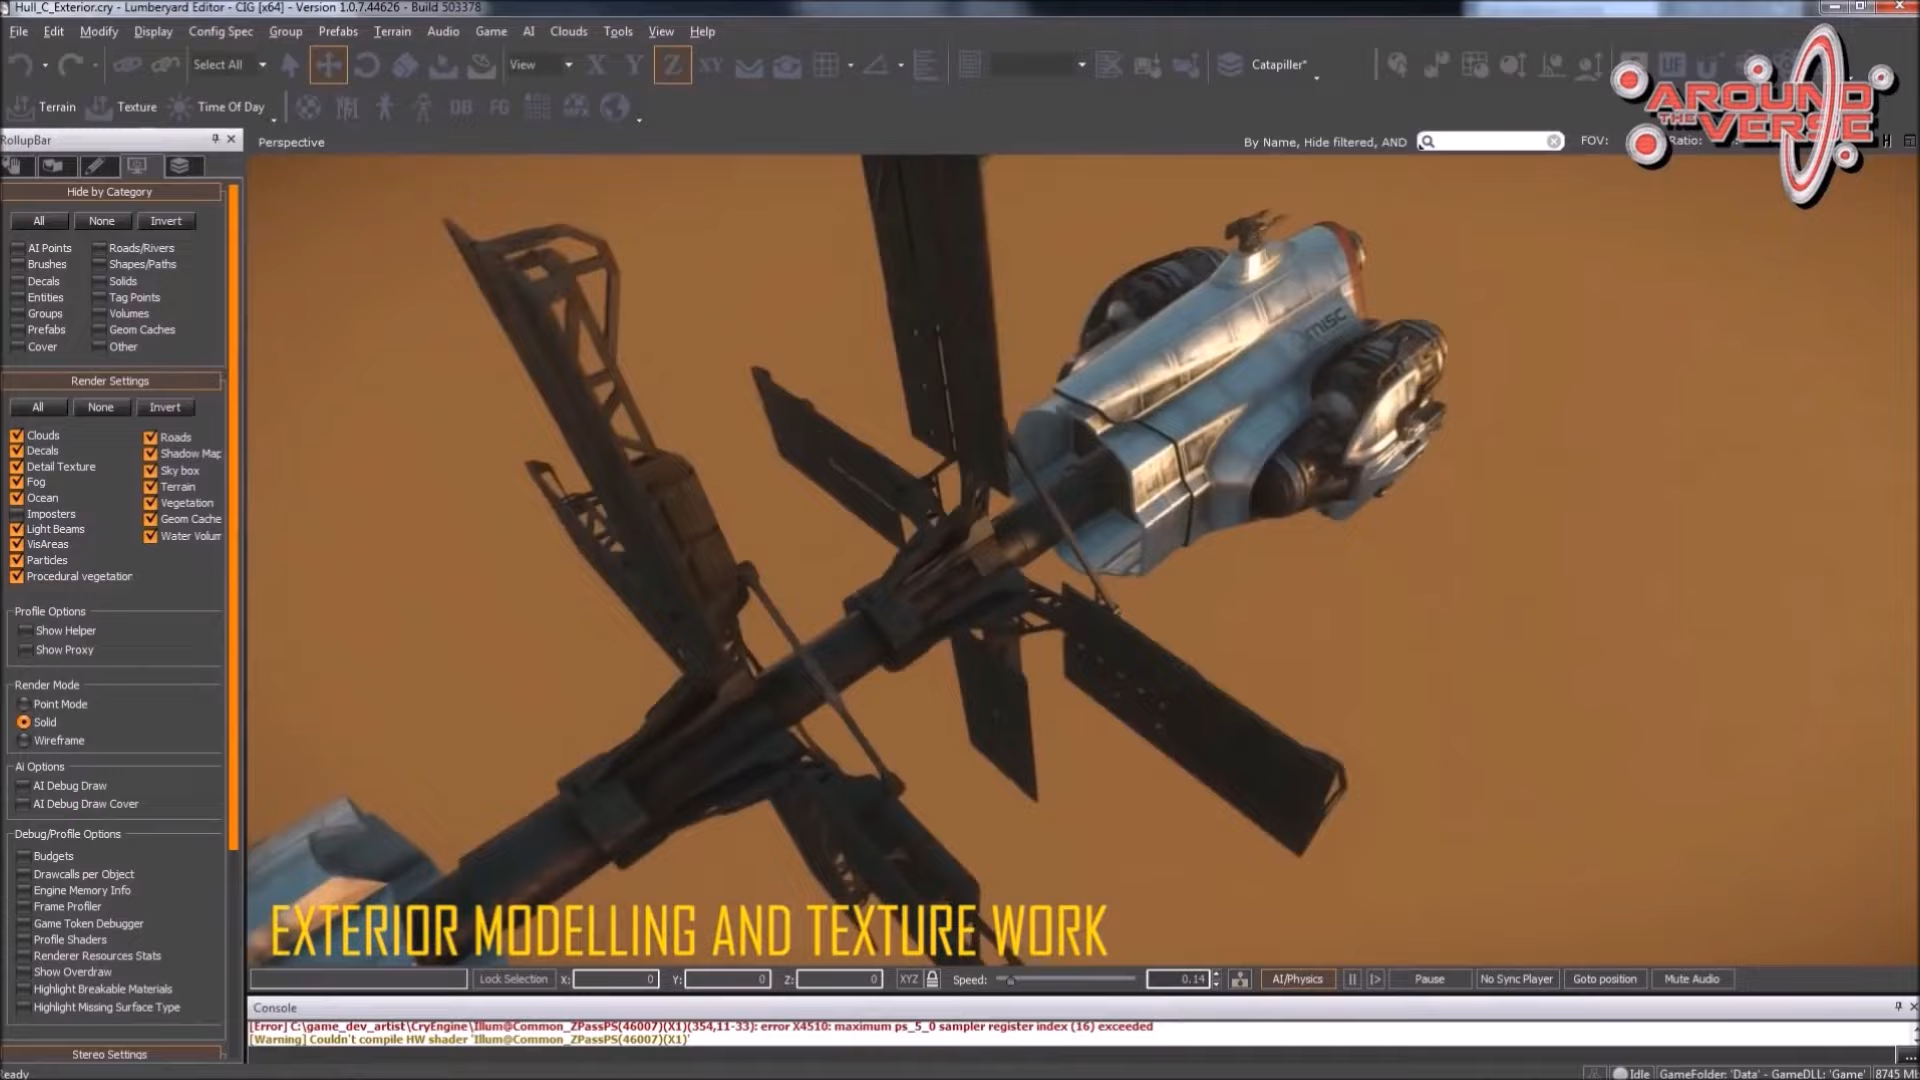 Hull_C_Exterior.cry - Lumberyard Editor - CIG [x64] - Version 1.0.7.44626 - Build 503378
File Edit Modify Display Config Spec Group Prefabs Terrain Audio Game AI Clouds Tools View Help
Select All View X Y Z XY Catapiller*
Terrain Texture Time Of Day DB FG
AROUND
THE VERSE
RollupBar
Perspective By Name, Hide filtered, AND FOV: Ratio:
Hide by Category
All None Invert
AI Points Roads/Rivers
Brushes Shapes/Paths
Decals Solids
Entities Tag Points
Groups Volumes
Prefabs Geom Caches
Cover Other
Render Settings
All None Invert
Clouds Roads
Decals Shadow Map
Detail Texture Sky box
Fog Terrain
Ocean Vegetation
Imposters Geom Cache
Light Beams Water Volum
VisAreas
Particles
Procedural vegetation
Profile Options
Show Helper
Show Proxy
Render Mode
Point Mode
Solid
Wireframe
Ai Options
AI Debug Draw
AI Debug Draw Cover
Debug/Profile Options
Budgets
Drawcalls per Object
Engine Memory Info
Frame Profiler
Game Token Debugger
Profile Shaders
Renderer Resources Stats
Show Overdraw
Highlight Breakable Materials
Highlight Missing Surface Type
Stereo Settings
MISC
EXTERIOR MODELLING AND TEXTURE WORK
Lock Selection X: 0 Y: 0 Z: 0 XYZ Speed: 0.14 AI/Physics Pause No Sync Player Goto position Mute Audio
Console
[Error] C:\game_dev_artist\CryEngine\Illum@Common_ZPassPS(46007)(X1)(354,11-33): error X4510: maximum ps_5_0 sampler register index (16) exceeded
[Warning] Couldn't compile HW shader 'Illum@Common_ZPassPS(46007)(X1)'
Ready Idle GameFolder: 'Data' - GameDLL: 'Game' 8745 M